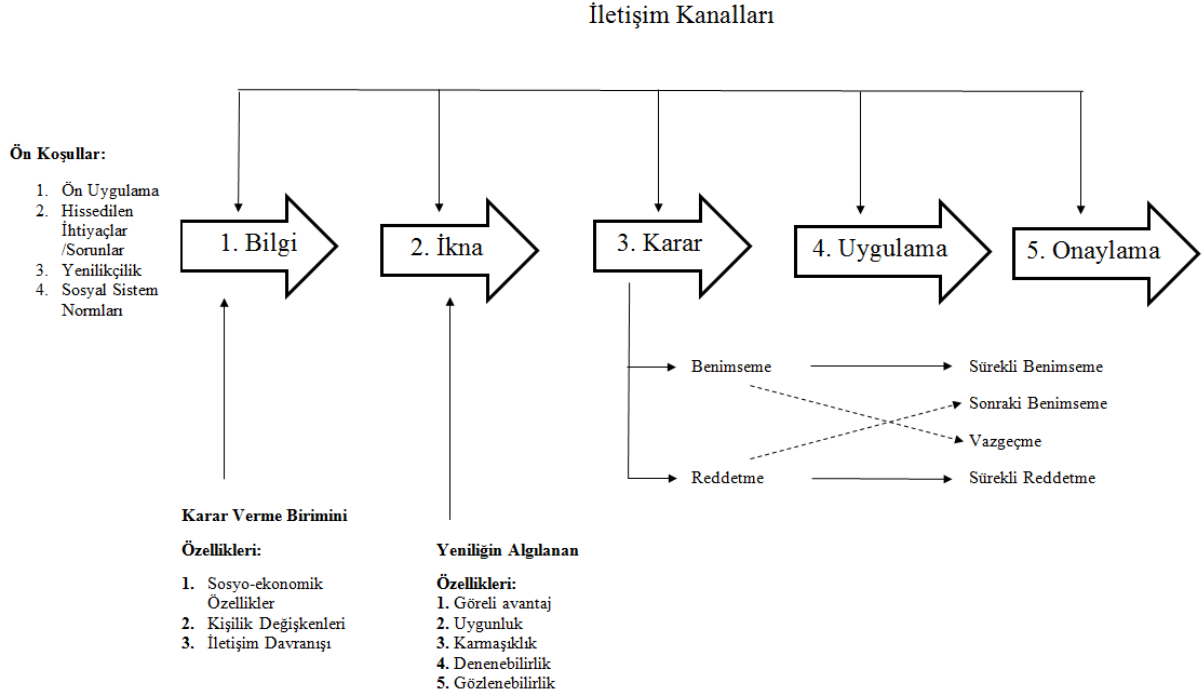 İletişim Kanalları
Ön Koşullar:
1. Ön Uygulama
2. Hissedilen
İhtiyaçlar
/Sorunlar
3. Yenilikçilik
4. Sosyal Sistem
Normları
1. Bilgi
2. İkna
3. Karar
4. Uygulama
5. Onaylama
Benimseme
Sürekli Benimseme
Sonraki Benimseme
Vazgeçme
Reddetme
Sürekli Reddetme
Karar Verme Birimini
Özellikleri:
1. Sosyo-ekonomik
Özellikler
2. Kişilik Değişkenleri
3. İletişim Davranışı
Yeniliğin Algılanan
Özellikleri:
1. Göreli avantaj
2. Uygunluk
3. Karmaşıklık
4. Denenebilirlik
5. Gözlenebilirlik